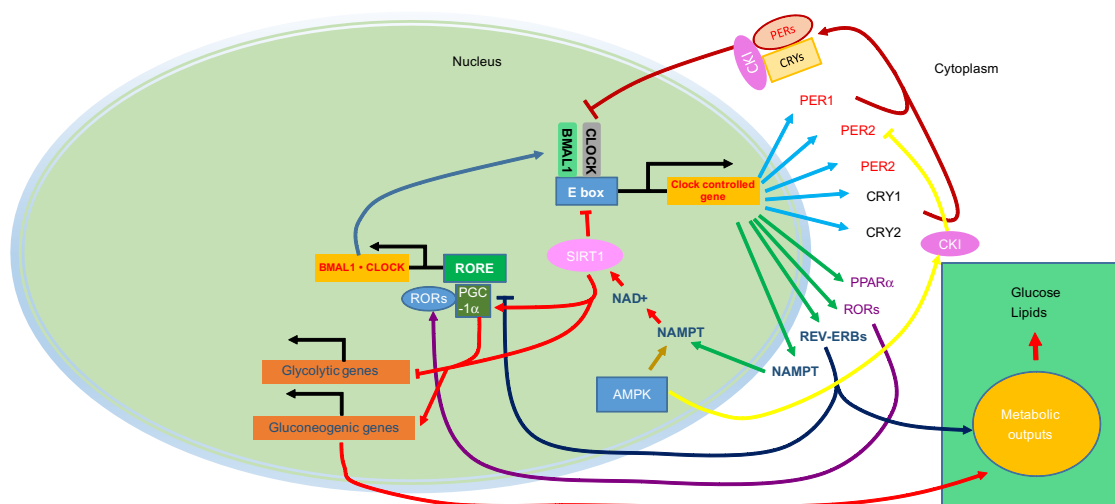 PERs
CKI
CRYs
Nucleus
Cytoplasm
PER1
PER2
PER2
CRY1
CRY2
BMAL1
CLOCK
E box
Clock controlled
gene
CKI
SIRT1
BMAL1 • CLOCK
RORE
RORs
PGC
-1α
NAD+
NAMPT
PPARα
RORs
REV-ERBs
NAMPT
AMPK
Glycolytic genes
Gluconeogenic genes
Glucose
Lipids
Metabolic
outputs